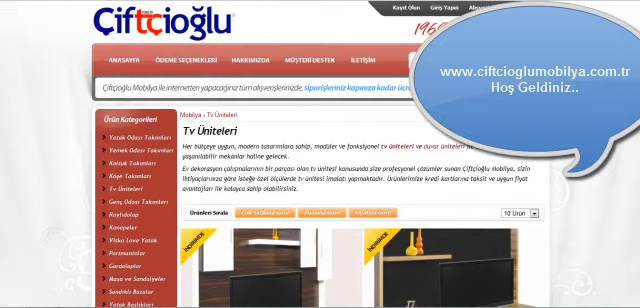 Çiftçioğlu
Kayıt Olun Giriş Yapın
ANASAYFA ÖDEME SEÇENEKLERİ HAKKIMIZDA MÜŞTERİ DESTEK İLETİŞİM
www.ciftcioglumobilya.com.tr
Hoş Geldiniz..
Çiftçioğlu Mobilya ile internetten yapacağınız tüm alışverişlerinizde, siparişleriniz kapınıza kadar
Ürün Kategorileri
Yatak Odası Takımları
Yemek Odası Takımları
Koltuk Takımları
Köşe Takımları
Tv Üniteleri
Genç Odası Takımları
Raylıdolap
Kanepeler
Viska Love Yatak
Portmantolar
Gardolaplar
Masa ve Sandalyeler
Sandıklı Bazalar
Yatak Başlıkları
Mobilya › Tv Üniteleri
Tv Üniteleri
Her bütçeye uygun, modern tasarımlara sahip, modüler ve fonksiyonel tv üniteleri ve duvar üniteleri
yaşanılabilir mekanlar haline gelecek.
Ev dekorasyon çalışmalarının bir parçası olan tv ünitesi konusunda size profesyonel çözümler sunan Çiftçioğlu mobilya, sizin
ihtiyaçlarınıza göre isteğe özel ölçülerde tv ünitesi imalatı yapmaktadır. Ürünlerimize kredi kartlarına taksit ve uygun fiyat
avantajları ile kolayca sahip olabilirsiniz.
Ürünleri Sırala
10 Ürün
İNDİRİMDE
İNDİRİMDE